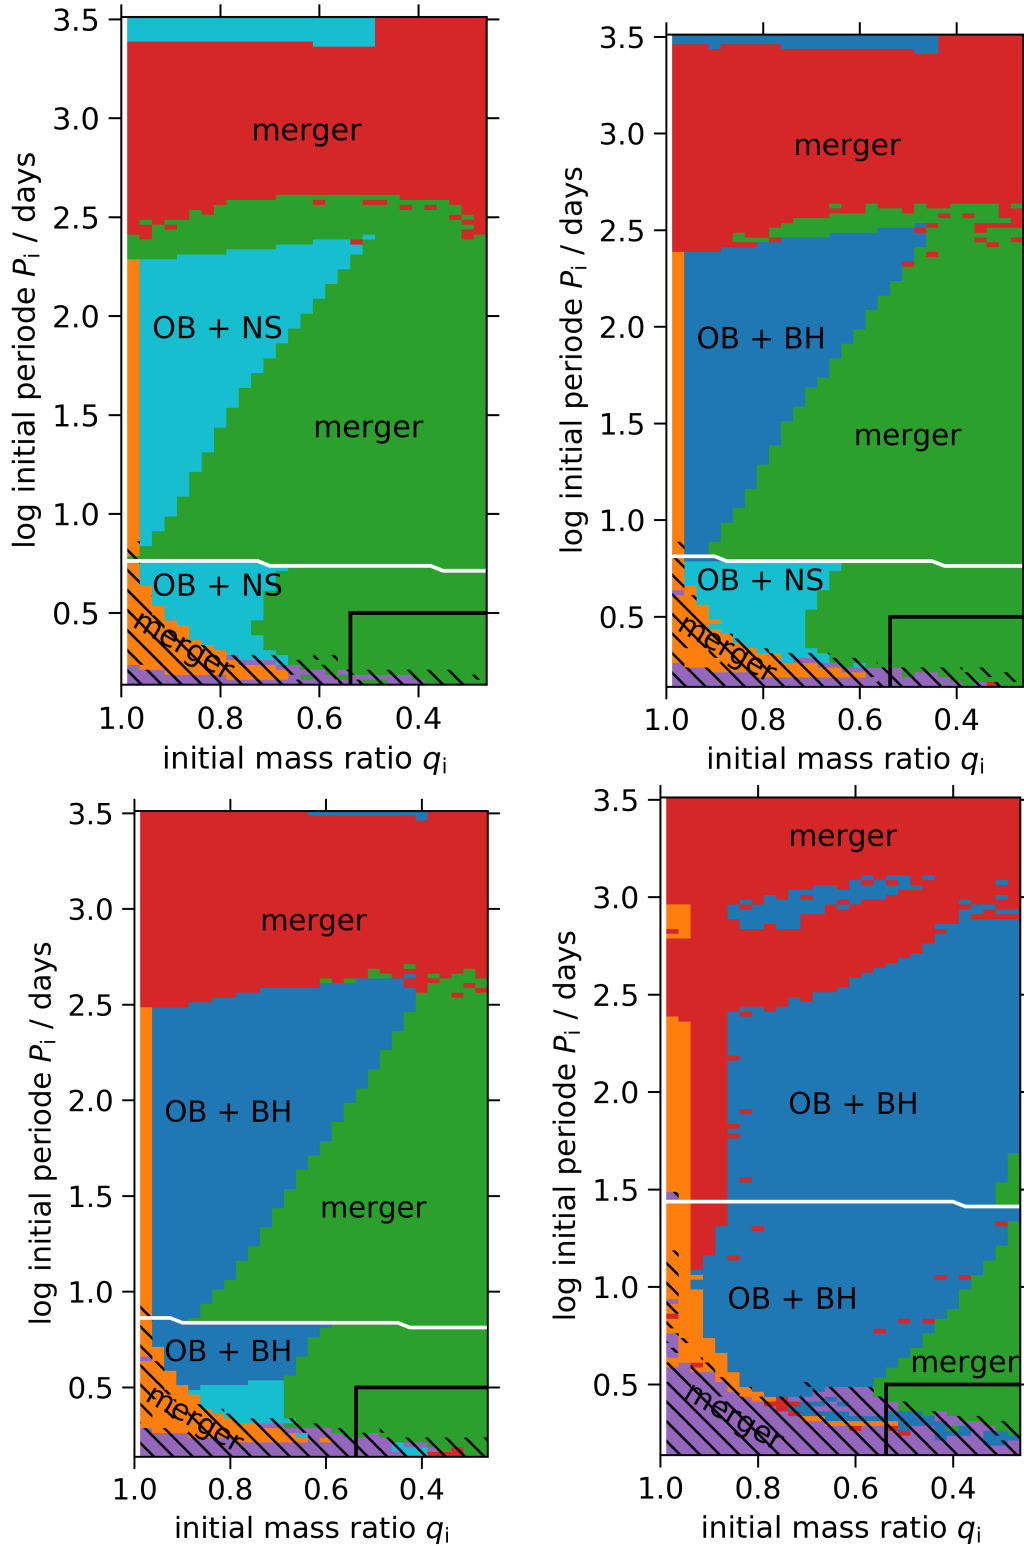 3.5
3.0
2.5
2.0
1.5
1.0
0.5
log initial periode Pi / days
merger
OB + NS
merger
OB + NS
merger
1.0 0.8 0.6 0.4
initial mass ratio qi
3.5
3.0
2.5
2.0
1.5
1.0
0.5
log initial periode Pi / days
merger
OB + BH
merger
OB + NS
merger
1.0 0.8 0.6 0.4
initial mass ratio qi
3.5
3.0
2.5
2.0
1.5
1.0
0.5
log initial periode Pi / days
merger
OB + BH
merger
OB + BH
merger
1.0 0.8 0.6 0.4
initial mass ratio qi
3.5
3.0
2.5
2.0
1.5
1.0
0.5
log initial periode Pi / days
merger
OB + BH
OB + BH
merger
merger
1.0 0.8 0.6 0.4
initial mass ratio qi